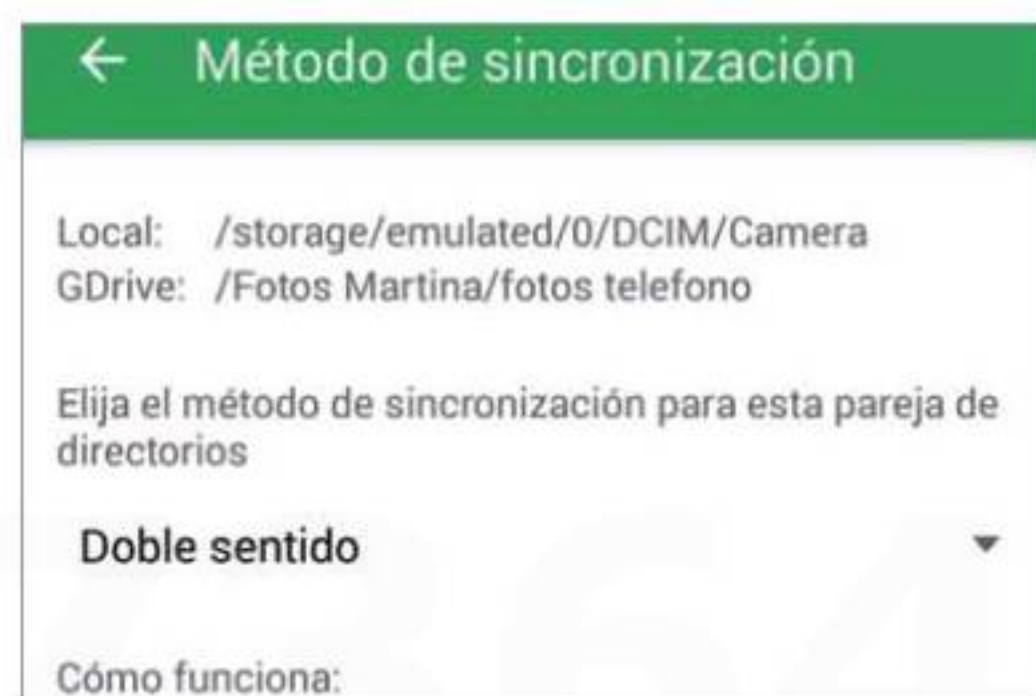 ← Método de sincronización
Local: /storage/emulated/0/DCIM/Camera
GDrive: /Fotos Martina/fotos telefono
Elija el método de sincronización para esta pareja de
directorios
Doble sentido
Cómo funciona: